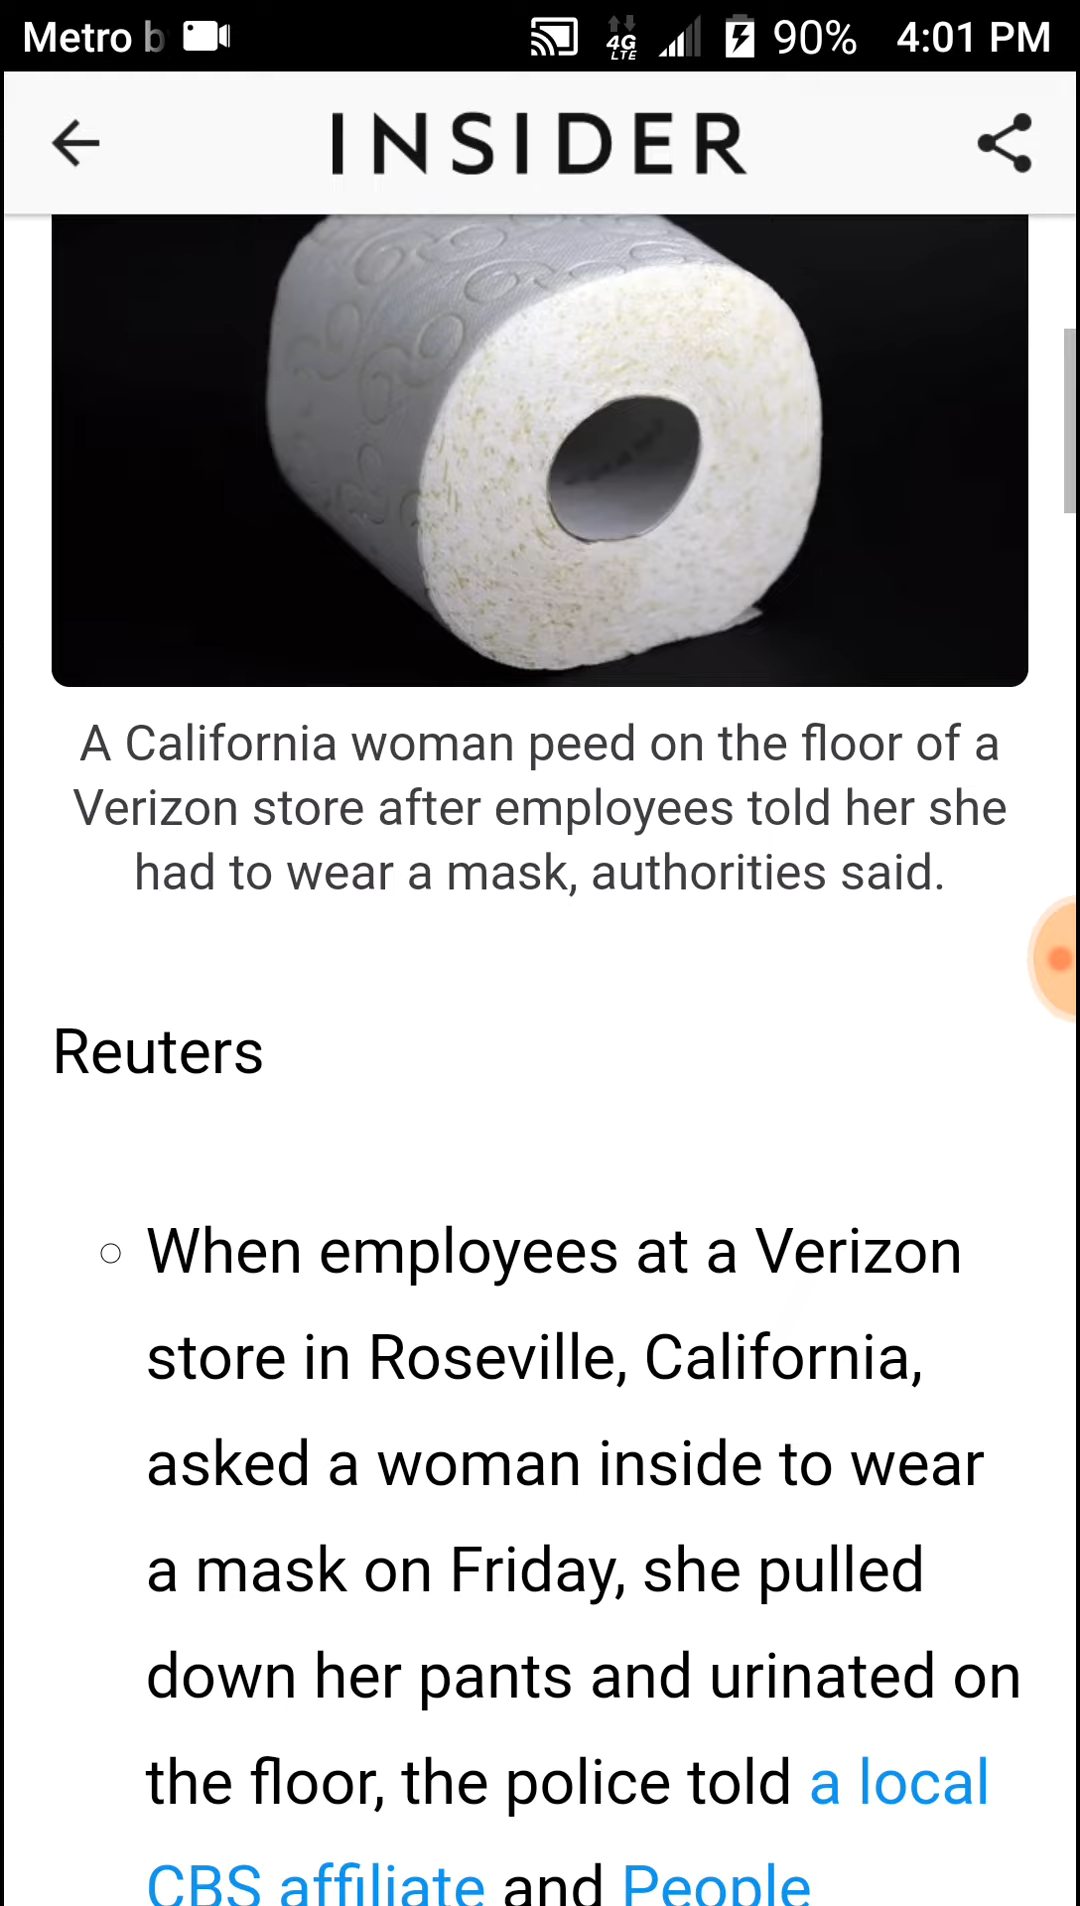 Metro b 4G LTE 90% 4:01 PM
INSIDER
A California woman peed on the floor of a
Verizon store after employees told her she
had to wear a mask, authorities said.
Reuters
When employees at a Verizon
store in Roseville, California,
asked a woman inside to wear
a mask on Friday, she pulled
down her pants and urinated on
the floor, the police told a local
CBS affiliate and People